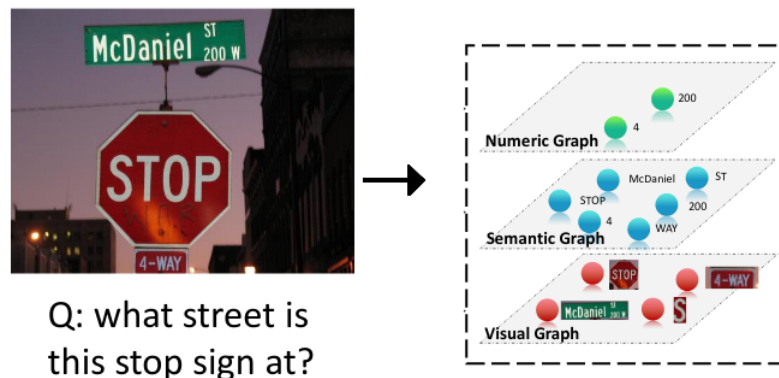 McDaniel ST
200 W
STOP
4-WAY
Q: what street is
this stop sign at?
200
4
Numeric Graph
McDaniel
ST
STOP
200
4
WAY
Semantic Graph
STOP
4-WAY
McDaniel ST
200 W
S
Visual Graph